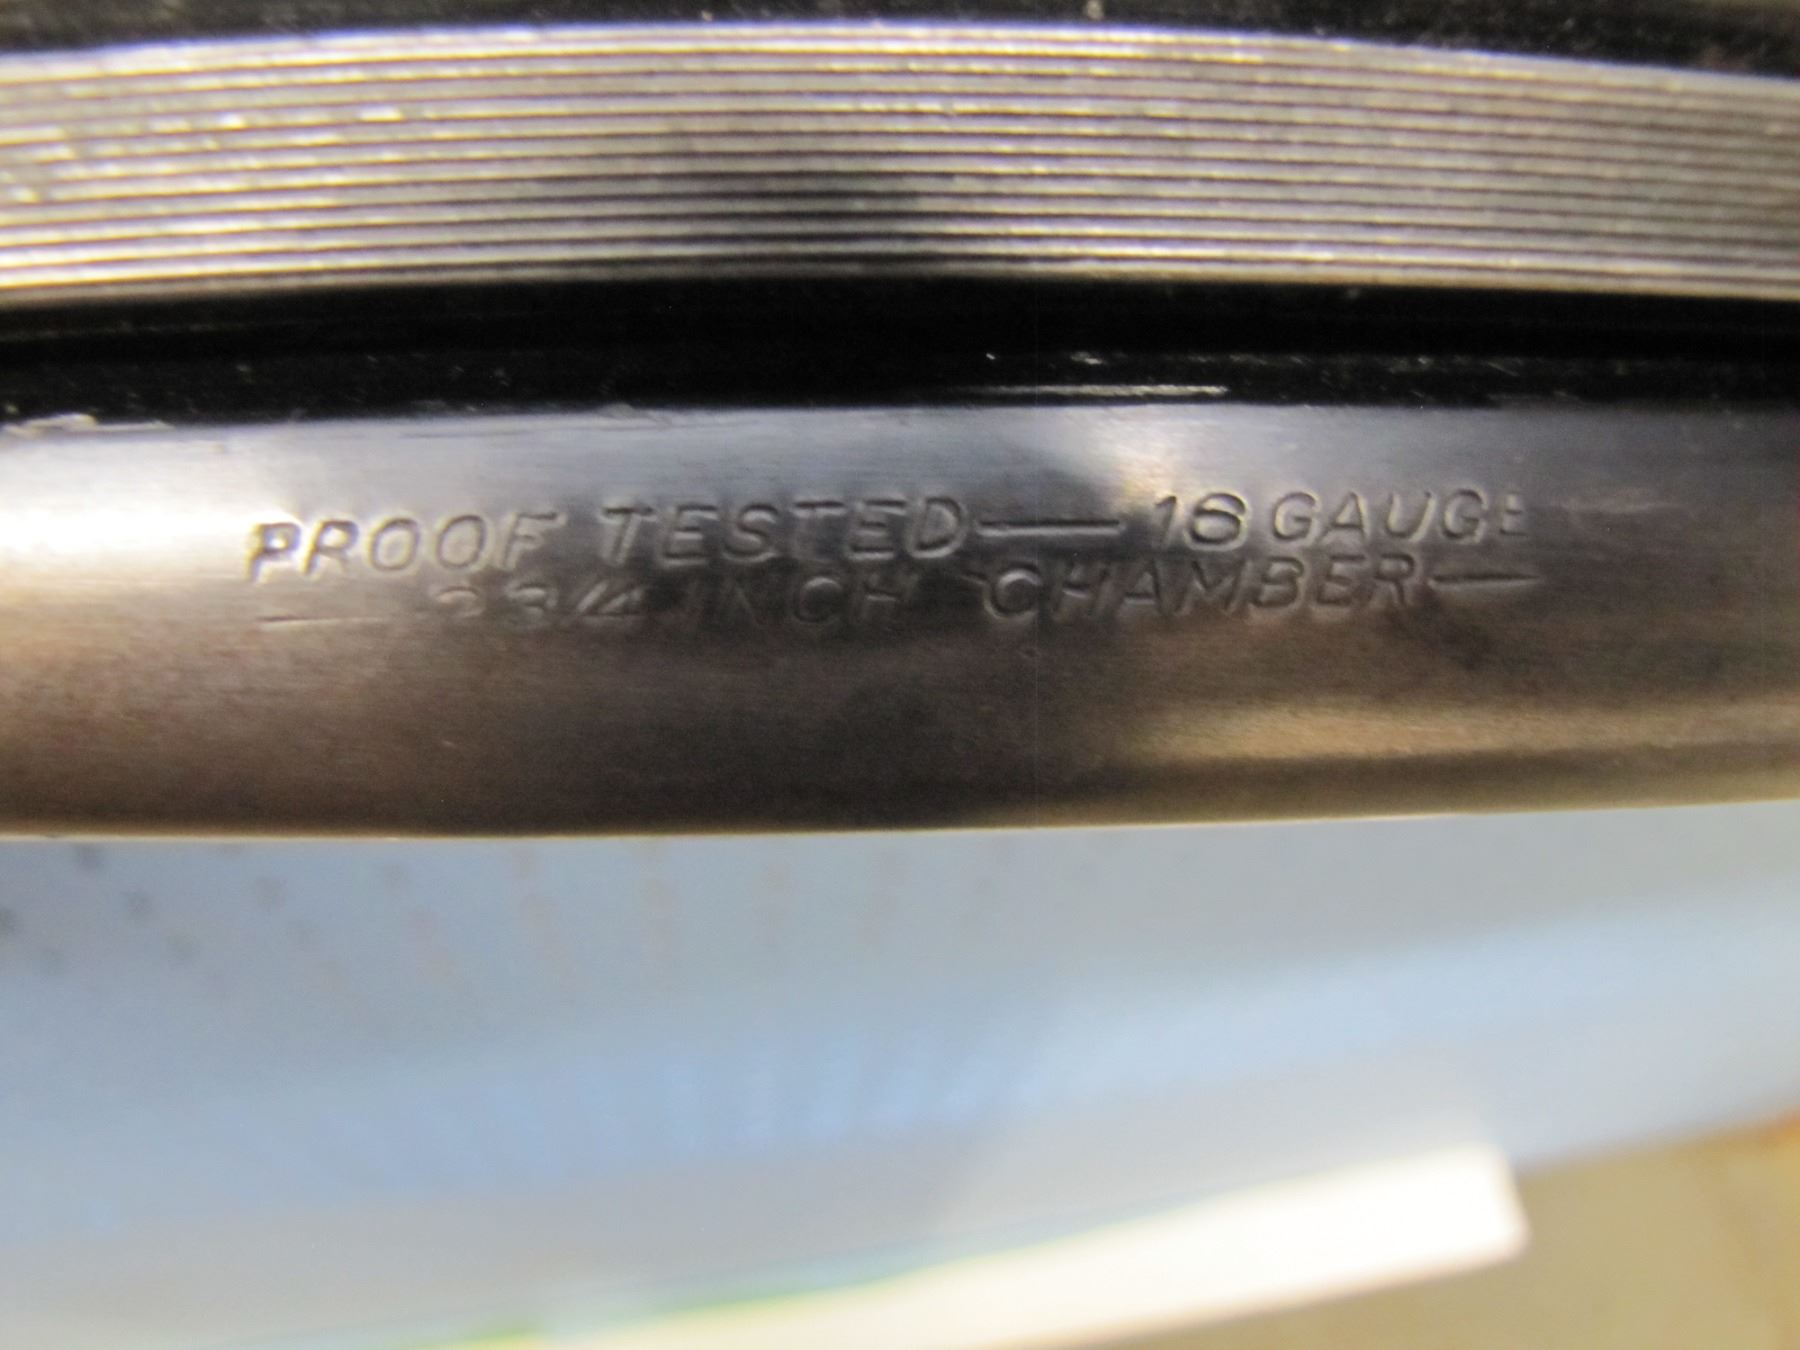 PROOF TESTED — 16 GAUGE
— 2 3/4 INCH CHAMBER —